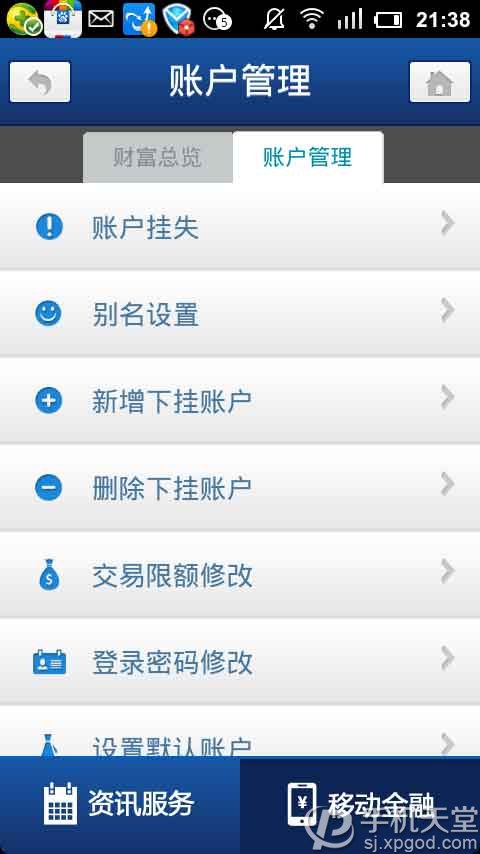 5
21:38
账户管理
财富总览
账户管理
账户挂失
别名设置
新增下挂账户
删除下挂账户
交易限额修改
登录密码修改
设置默认账户
资讯服务
移动金融
手机天堂
sj.xpgod.com